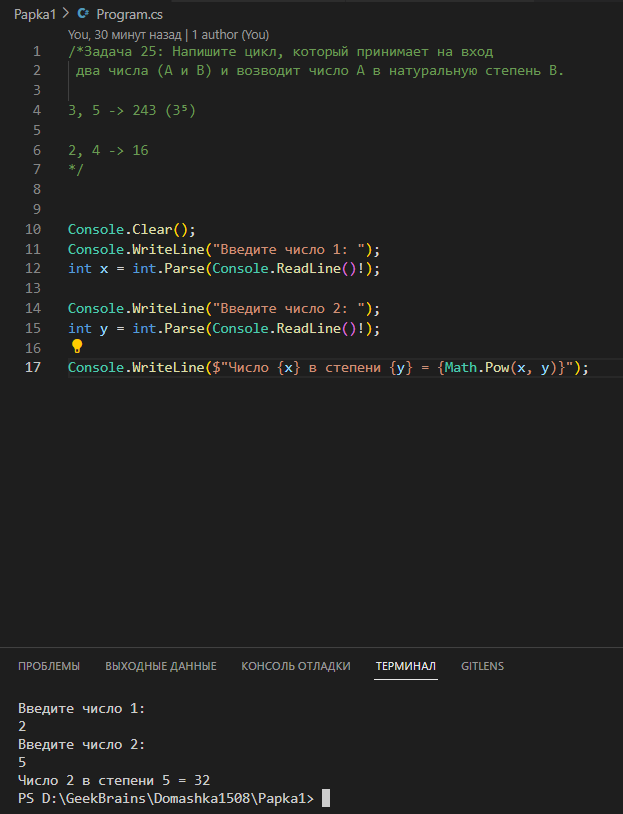 Papka1 > Program.cs
You, 30 минут назад | 1 author (You)
1 /*Задача 25: Напишите цикл, который принимает на вход
2 два числа (A и B) и возводит число A в натуральную степень B.
3
4 3, 5 -> 243 (3⁵)
5
6 2, 4 -> 16
7 */
8
9
10 Console.Clear();
11 Console.WriteLine("Введите число 1: ");
12 int x = int.Parse(Console.ReadLine()!);
13
14 Console.WriteLine("Введите число 2: ");
15 int y = int.Parse(Console.ReadLine()!);
16
17 Console.WriteLine($"Число {x} в степени {y} = {Math.Pow(x, y)}");
ПРОБЛЕМЫ ВЫХОДНЫЕ ДАННЫЕ КОНСОЛЬ ОТЛАДКИ ТЕРМИНАЛ GITLENS
Введите число 1:
2
Введите число 2:
5
Число 2 в степени 5 = 32
PS D:\GeekBrains\Domashka1508\Papka1>